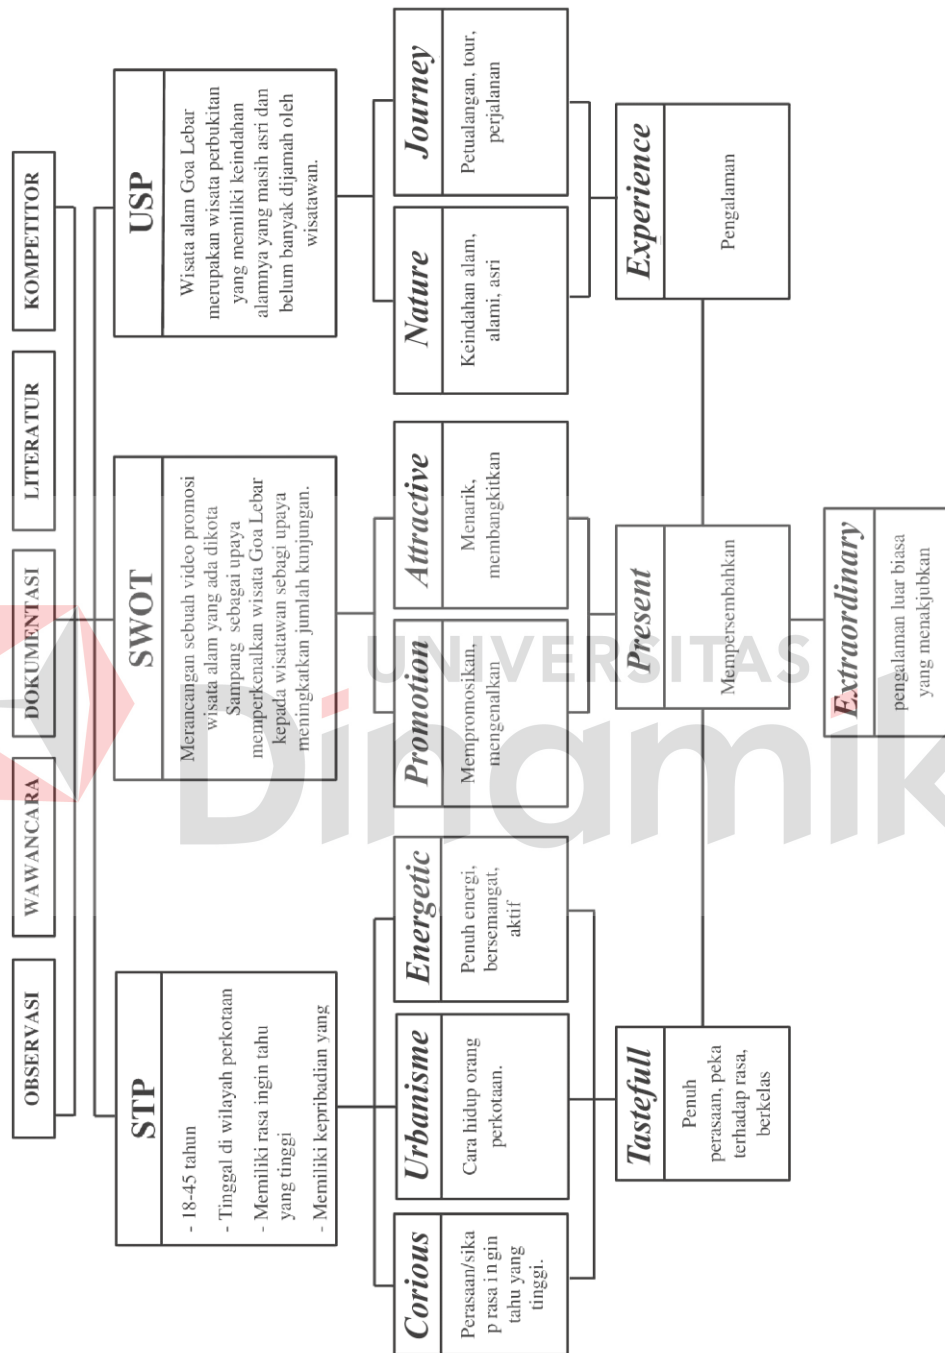 OBSERVASI
WAWANCARA
DOKUMENTASI
LITERATUR
KOMPETITOR
STP
- 18-45 tahun
- Tinggal di wilayah perkotaan
- Memiliki rasa ingin tahu
yang tinggi
- Memiliki kepribadian yang
SWOT
Merancangan sebuah video promosi
wisata alam yang ada dikota
Sampang sebagai upaya
memperkenalkan wisata Goa Lebar
kepada wisatawan sebagi upaya
meningkatkan jumlah kunjungan.
USP
Wisata alam Goa Lebar
merupakan wisata perbukitan
yang memiliki keindahan
alamnya yang masih asri dan
belum banyak dijamah oleh
wisatawan.
Corious
Perasaan/sika
p rasa i n gin
tahu yang
tinggi.
Urbanisme
Cara hidup orang
perkotaan.
Energetic
Penuh energi,
bersemangat,
aktif
Promotion
Mempromosikan,
mengenalkan
Attractive
Menarik,
membangkitkan
Nature
Keindahan alam,
alami, asri
Journey
Petualangan, tour,
perjalanan
Tastefull
Penuh
perasaan, peka
terhadap rasa,
berkelas
Present
Mempersembahkan
Experience
Pengalaman
Extraordinary
pengalaman luar biasa
yang menakjubkan
UNIVERSITAS
Dinamik